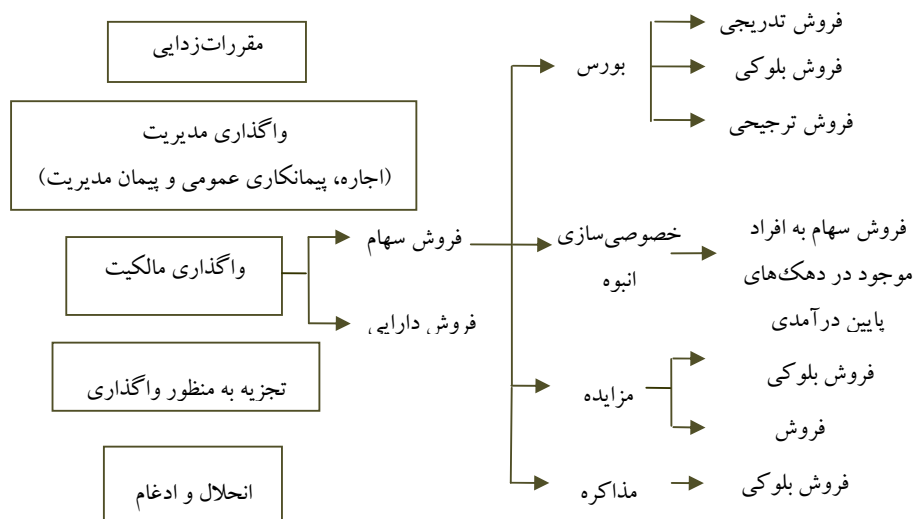 مقررات‌زدایی
واگذاری مدیریت
(اجاره، پیمانکاری عمومی و پیمان مدیریت)
واگذاری مالکیت
تجزیه به منظور واگذاری
انحلال و ادغام
فروش سهام
فروش دارایی
بورس
فروش تدریجی
فروش بلوکی
فروش ترجیحی
خصوصی‌سازی
انبوه
فروش سهام به افراد
موجود در دهک‌های
پایین درآمدی
مزایده
فروش بلوکی
فروش
مذاکره
فروش بلوکی